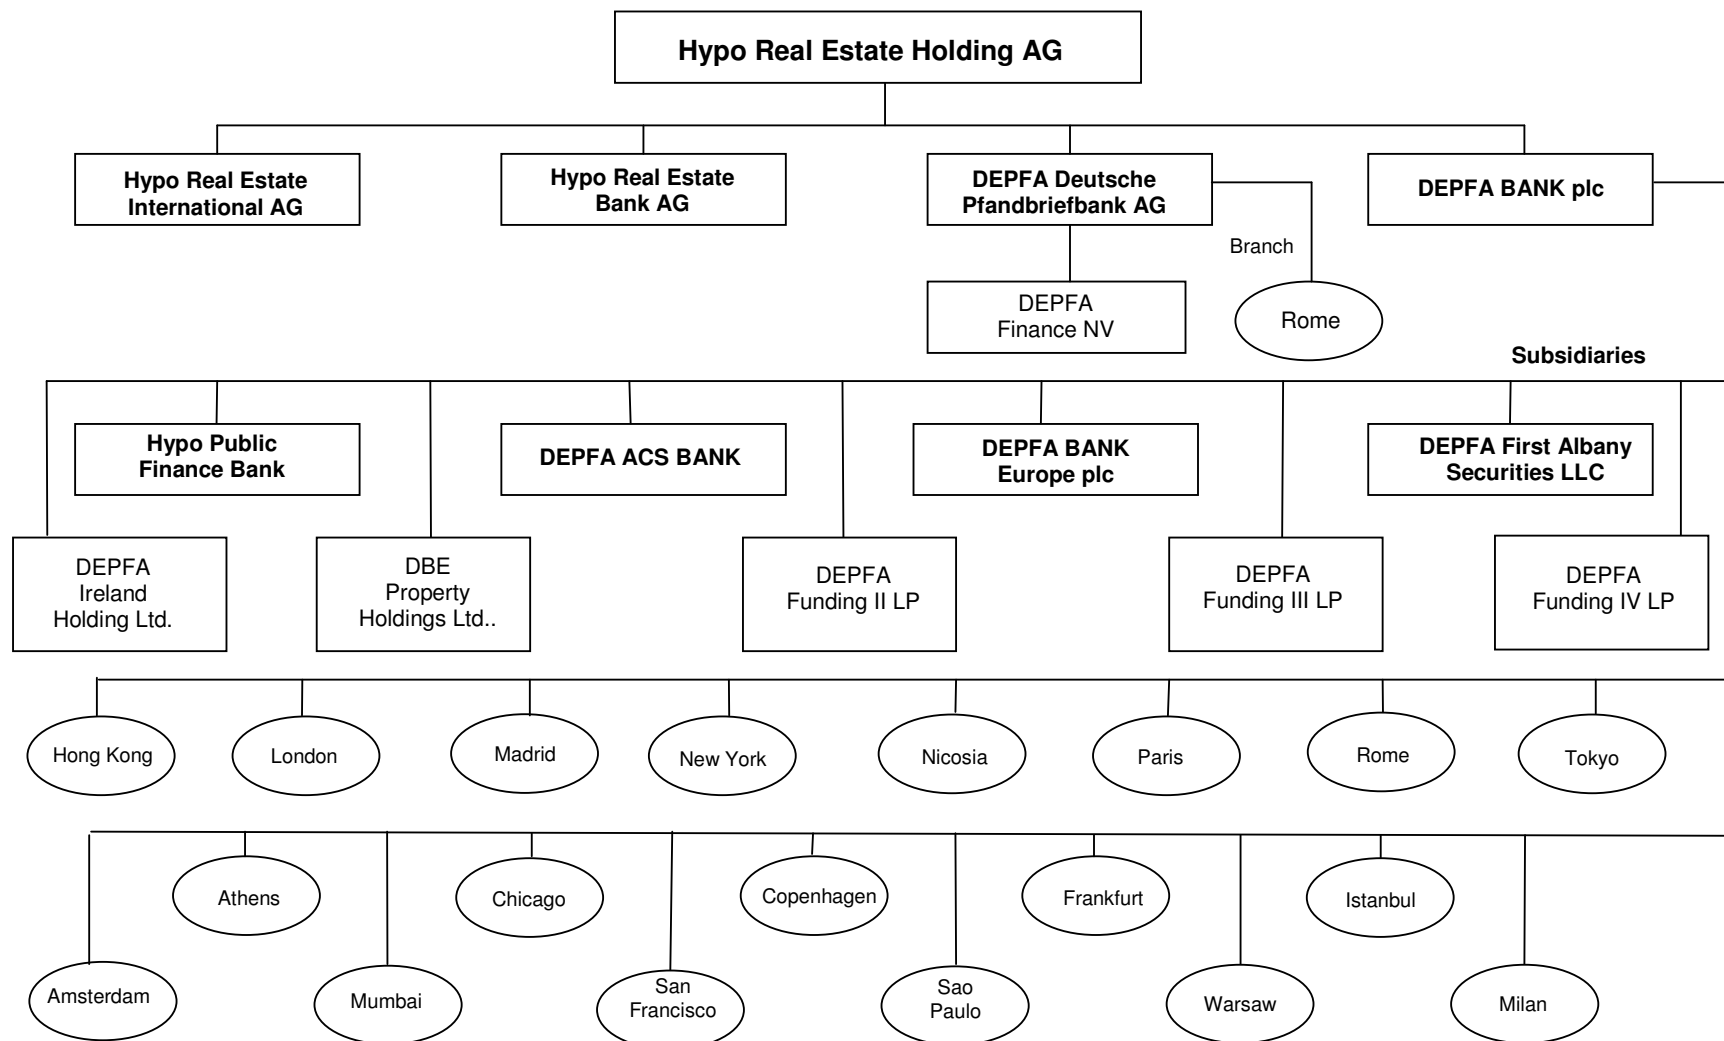 Hypo Real Estate Holding AG
Hypo Real Estate
International AG
Hypo Real Estate
Bank AG
DEPFA Deutsche
Pfandbriefbank AG
DEPFA BANK plc
Branch
DEPFA
Finance NV
Rome
Subsidiaries
Hypo Public
Finance Bank
DEPFA ACS BANK
DEPFA BANK
Europe plc
DEPFA First Albany
Securities LLC
DEPFA
Ireland
Holding Ltd.
DBE
Property
Holdings Ltd..
DEPFA
Funding II LP
DEPFA
Funding III LP
DEPFA
Funding IV LP
Hong Kong
London
Madrid
New York
Nicosia
Paris
Rome
Tokyo
Athens
Chicago
Copenhagen
Frankfurt
Istanbul
Amsterdam
Mumbai
San
Francisco
Sao
Paulo
Warsaw
Milan